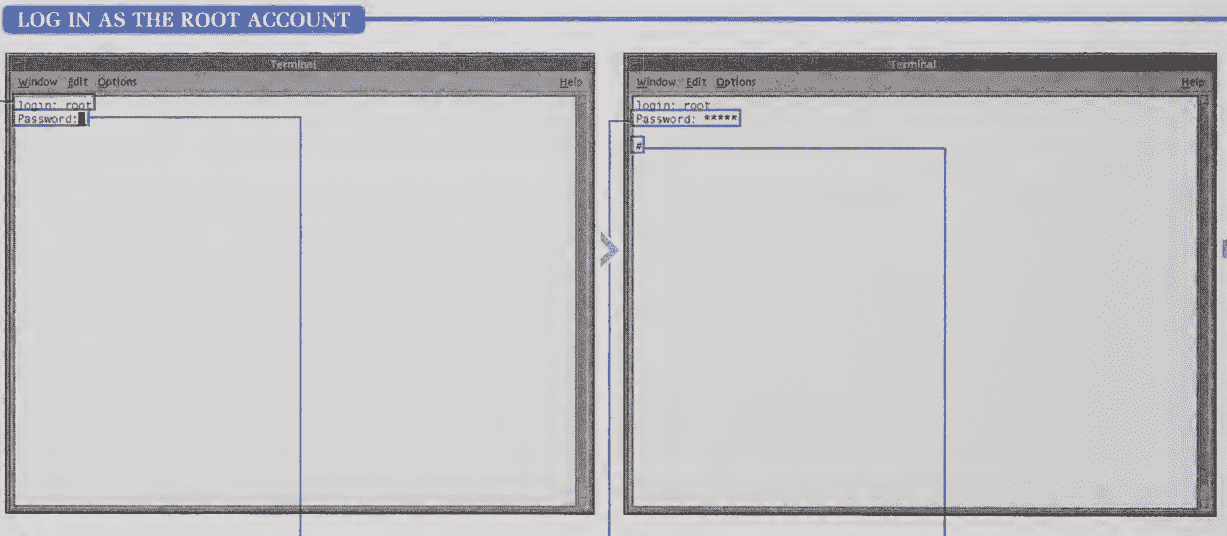 LOG IN AS THE ROOT ACCOUNT
Terminal
Window Edit Options Help
login: root
Password:
Terminal
Window Edit Options Help
login: root
Password: *****
#